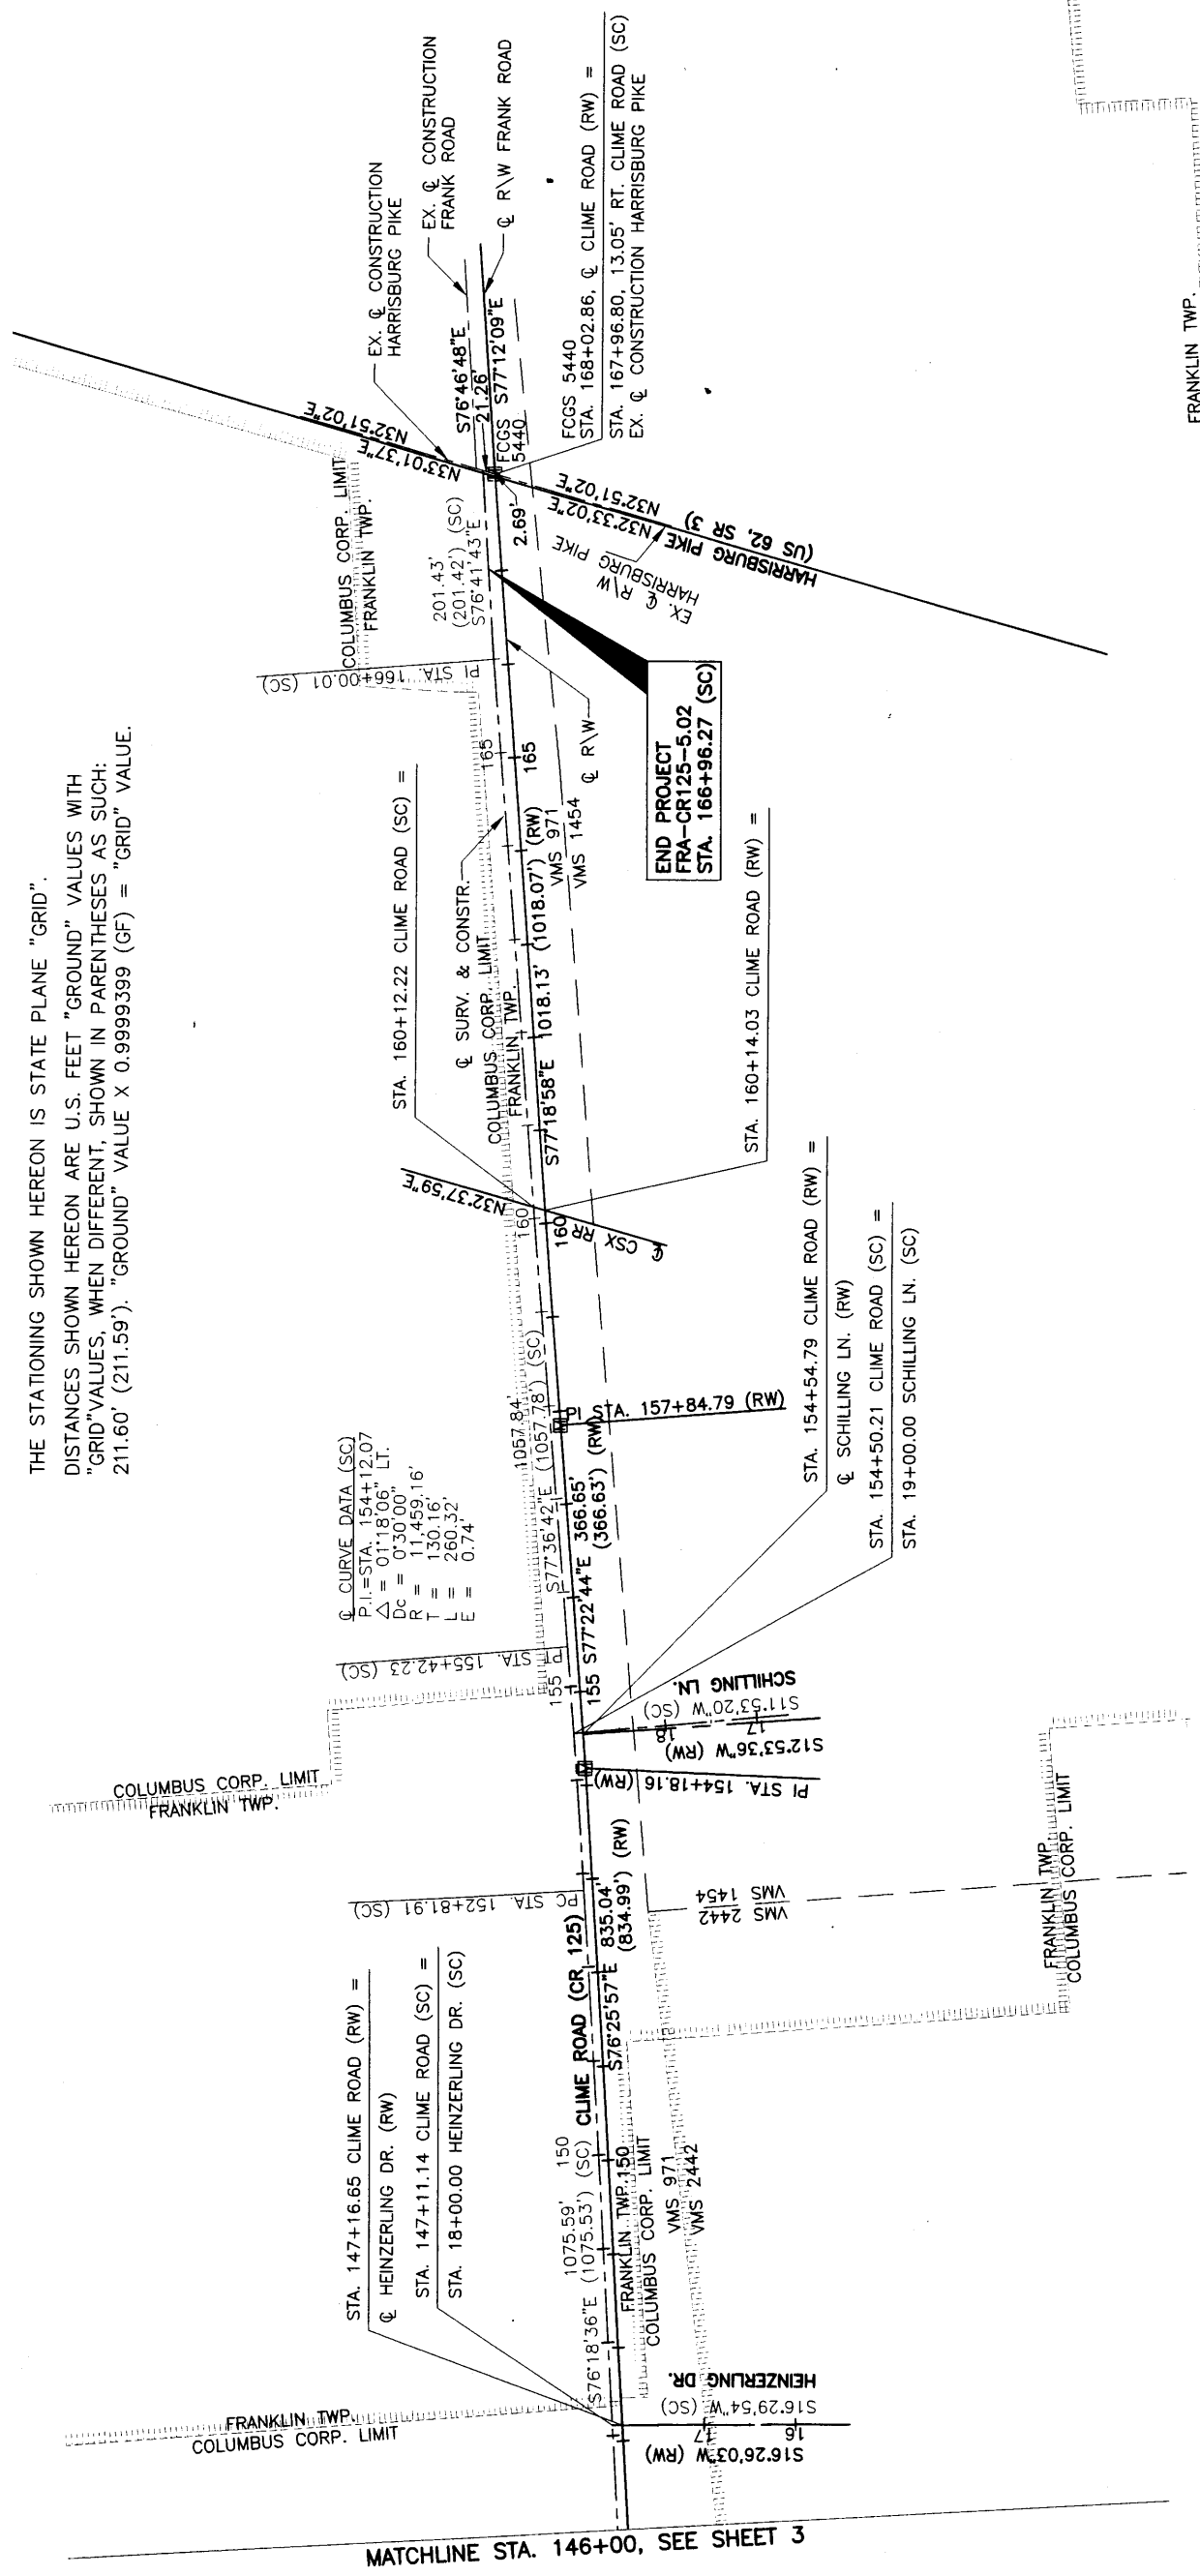 THE STATIONING SHOWN HEREON IS STATE PLANE "GRID".
DISTANCES SHOWN HEREON ARE U.S. FEET "GROUND" VALUES WITH
"GRID"VALUES, WHEN DIFFERENT, SHOWN IN PARENTHESES AS SUCH:
211.60' (211.59'). "GROUND" VALUE X 0.9999399 (GF) = "GRID" VALUE.
MATCHLINE STA. 146+00, SEE SHEET 3
FRANKLIN TWP.
COLUMBUS CORP. LIMIT
STA. 147+16.65 CLIME ROAD (RW) =
℄ HEINZERLING DR. (RW)
STA. 147+11.14 CLIME ROAD (SC) =
STA. 18+00.00 HEINZERLING DR. (SC)
S76°18'36"E
1075.59'
(1075.53') (SC)
150
CLIME ROAD (CR 125)
FRANKLIN TWP.
150
COLUMBUS CORP. LIMIT
VMS 971
VMS 2442
HEINZERLING DR.
S16°29'54"W (SC)
17
16
S16°26'03"W (RW)
S76°25'57"E
835.04'
(834.99') (RW)
PC STA. 152+81.91
(SC)
COLUMBUS CORP. LIMIT
FRANKLIN TWP.
VMS 2442
VMS 1454
FRANKLIN TWP.
COLUMBUS CORP. LIMIT
PI STA. 154+18.16 (RW)
SCHILLING LN.
S11°53'20"W (SC)
18
17
S12°53'36"W (RW)
PT STA. 155+42.23 (SC)
155
155
℄ CURVE DATA (SC)
P.I.=STA. 154+12.07
Δ = 01°18'06" LT.
Dc = 0°30'00"
R = 11,459.16'
T = 130.16'
L = 260.32'
E = 0.74'
S77°36'42"E
1057.84'
(1057.78') (SC)
S77°22'44"E
366.65'
(366.63') (RW)
PI STA. 157+84.79 (RW)
STA. 154+54.79 CLIME ROAD (RW) =
℄ SCHILLING LN. (RW)
STA. 154+50.21 CLIME ROAD (SC) =
STA. 19+00.00 SCHILLING LN. (SC)
160
160
℄ CSX RR
N32°37'59"E
STA. 160+12.22 CLIME ROAD (SC) =
STA. 160+14.03 CLIME ROAD (RW) =
℄ SURV. & CONSTR.
COLUMBUS CORP. LIMIT
FRANKLIN TWP.
S77°18'58"E
1018.13' (1018.07') (RW)
VMS 971
VMS 1454
165
165
℄ R\W
PI STA. 166+00.01
(SC)
COLUMBUS CORP. LIMIT
FRANKLIN TWP.
201.43'
(201.42') (SC)
S76°41'43"E
END PROJECT
FRA-CR125-5.02
STA. 166+96.27 (SC)
2.69'
EX. ℄ R\W
HARRISBURG PIKE
N32°33'02"E
N32°51'02"E
HARRISBURG PIKE
(US 62, SR 3)
N33°01'37"E
N32°51'02"E
EX. ℄ CONSTRUCTION
HARRISBURG PIKE
EX. ℄ CONSTRUCTION
FRANK ROAD
℄ R\W FRANK ROAD
S76°46'48"E
21.26'
FCGS
5440
S77°12'09"E
FCGS 5440
STA. 168+02.86, ℄ CLIME ROAD (RW) =
STA. 167+96.80, 13.05' RT. CLIME ROAD (SC)
EX. ℄ CONSTRUCTION HARRISBURG PIKE
FRANKLIN TWP.